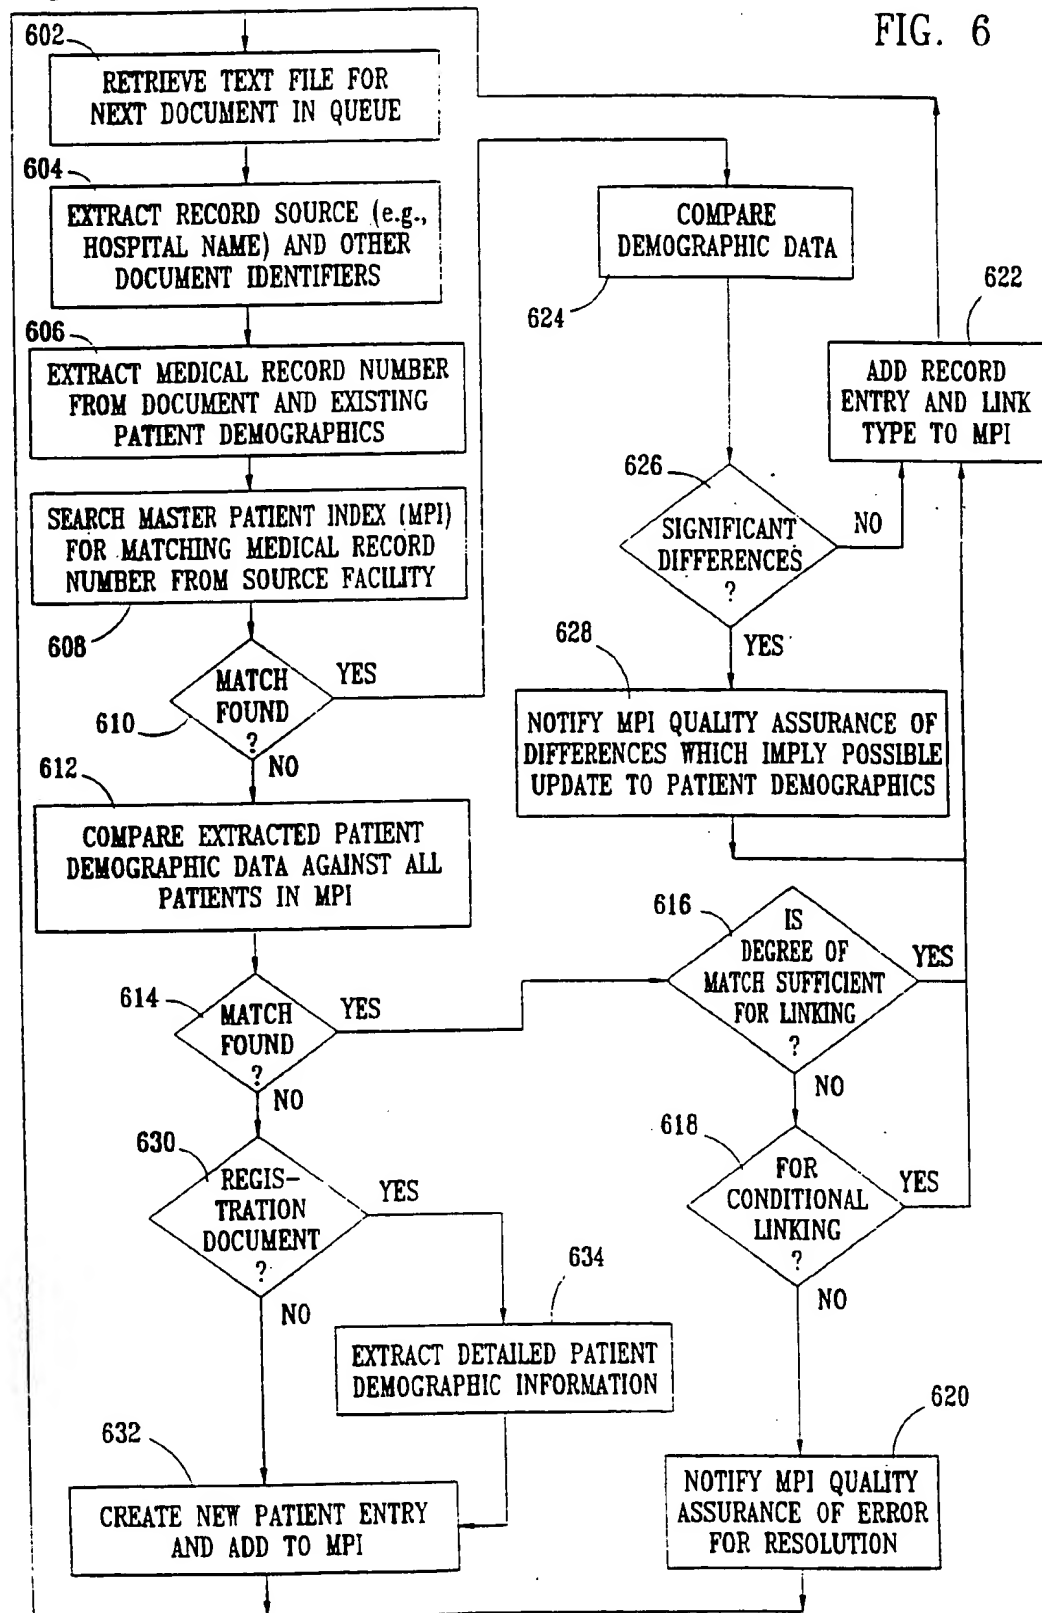 FIG. 6
602
RETRIEVE TEXT FILE FOR
NEXT DOCUMENT IN QUEUE
604
EXTRACT RECORD SOURCE (e.g.,
HOSPITAL NAME) AND OTHER
DOCUMENT IDENTIFIERS
606
EXTRACT MEDICAL RECORD NUMBER
FROM DOCUMENT AND EXISTING
PATIENT DEMOGRAPHICS
SEARCH MASTER PATIENT INDEX (MPI)
FOR MATCHING MEDICAL RECORD
NUMBER FROM SOURCE FACILITY
608
MATCH
FOUND
?
YES
610
NO
612
COMPARE EXTRACTED PATIENT
DEMOGRAPHIC DATA AGAINST ALL
PATIENTS IN MPI
614
MATCH
FOUND
?
YES
NO
630
REGIS-
TRATION
DOCUMENT
?
YES
NO
634
EXTRACT DETAILED PATIENT
DEMOGRAPHIC INFORMATION
632
CREATE NEW PATIENT ENTRY
AND ADD TO MPI
COMPARE
DEMOGRAPHIC DATA
624
622
ADD RECORD
ENTRY AND LINK
TYPE TO MPI
626
SIGNIFICANT
DIFFERENCES
?
NO
YES
628
NOTIFY MPI QUALITY ASSURANCE OF
DIFFERENCES WHICH IMPLY POSSIBLE
UPDATE TO PATIENT DEMOGRAPHICS
616
IS
DEGREE OF
MATCH SUFFICIENT
FOR LINKING
?
YES
NO
618
FOR
CONDITIONAL
LINKING
?
YES
NO
620
NOTIFY MPI QUALITY
ASSURANCE OF ERROR
FOR RESOLUTION